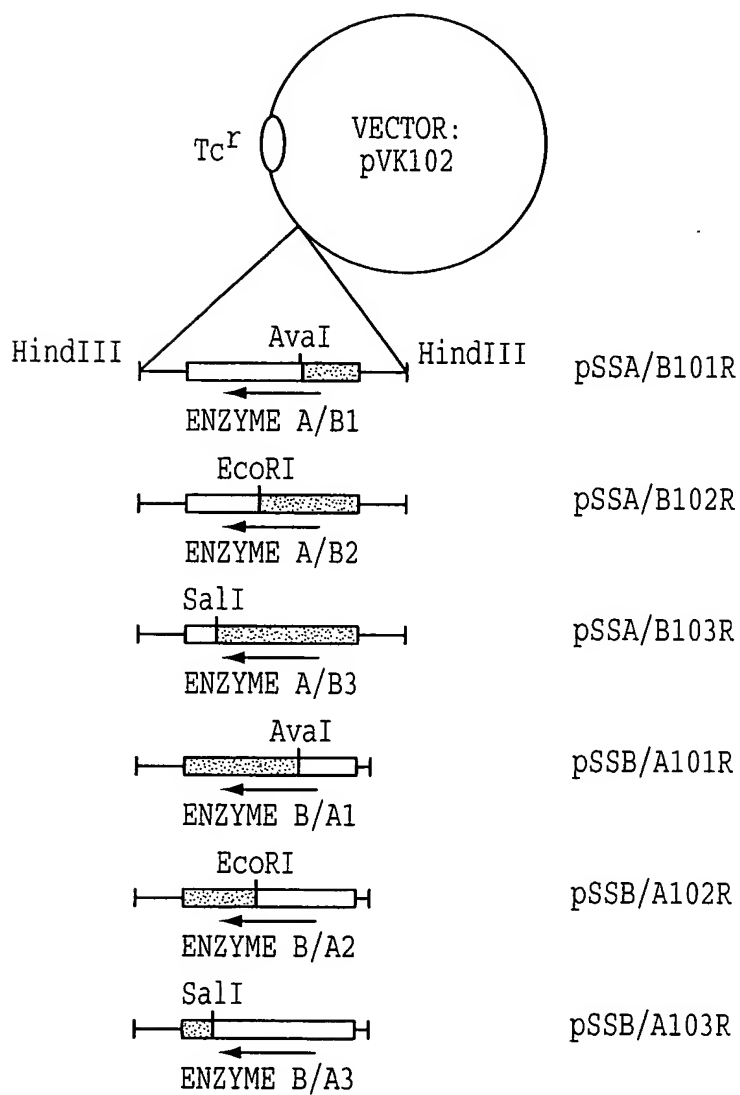 VECTOR:
pVK102
Tcr
AvaI
HindIII
HindIII
pSSA/B101R
ENZYME A/B1
EcoRI
pSSA/B102R
ENZYME A/B2
SalI
pSSA/B103R
ENZYME A/B3
AvaI
pSSB/A101R
ENZYME B/A1
EcoRI
pSSB/A102R
ENZYME B/A2
SalI
pSSB/A103R
ENZYME B/A3